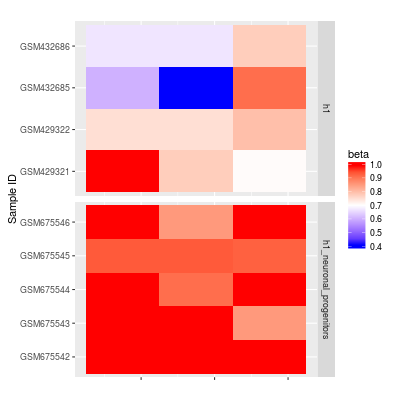 Sample ID
GSM432686
GSM432685
GSM429322
GSM429321
h1
GSM675546
GSM675545
GSM675544
GSM675543
GSM675542
h1_neuronal_progenitors
beta
1.0
0.9
0.8
0.7
0.6
0.5
0.4